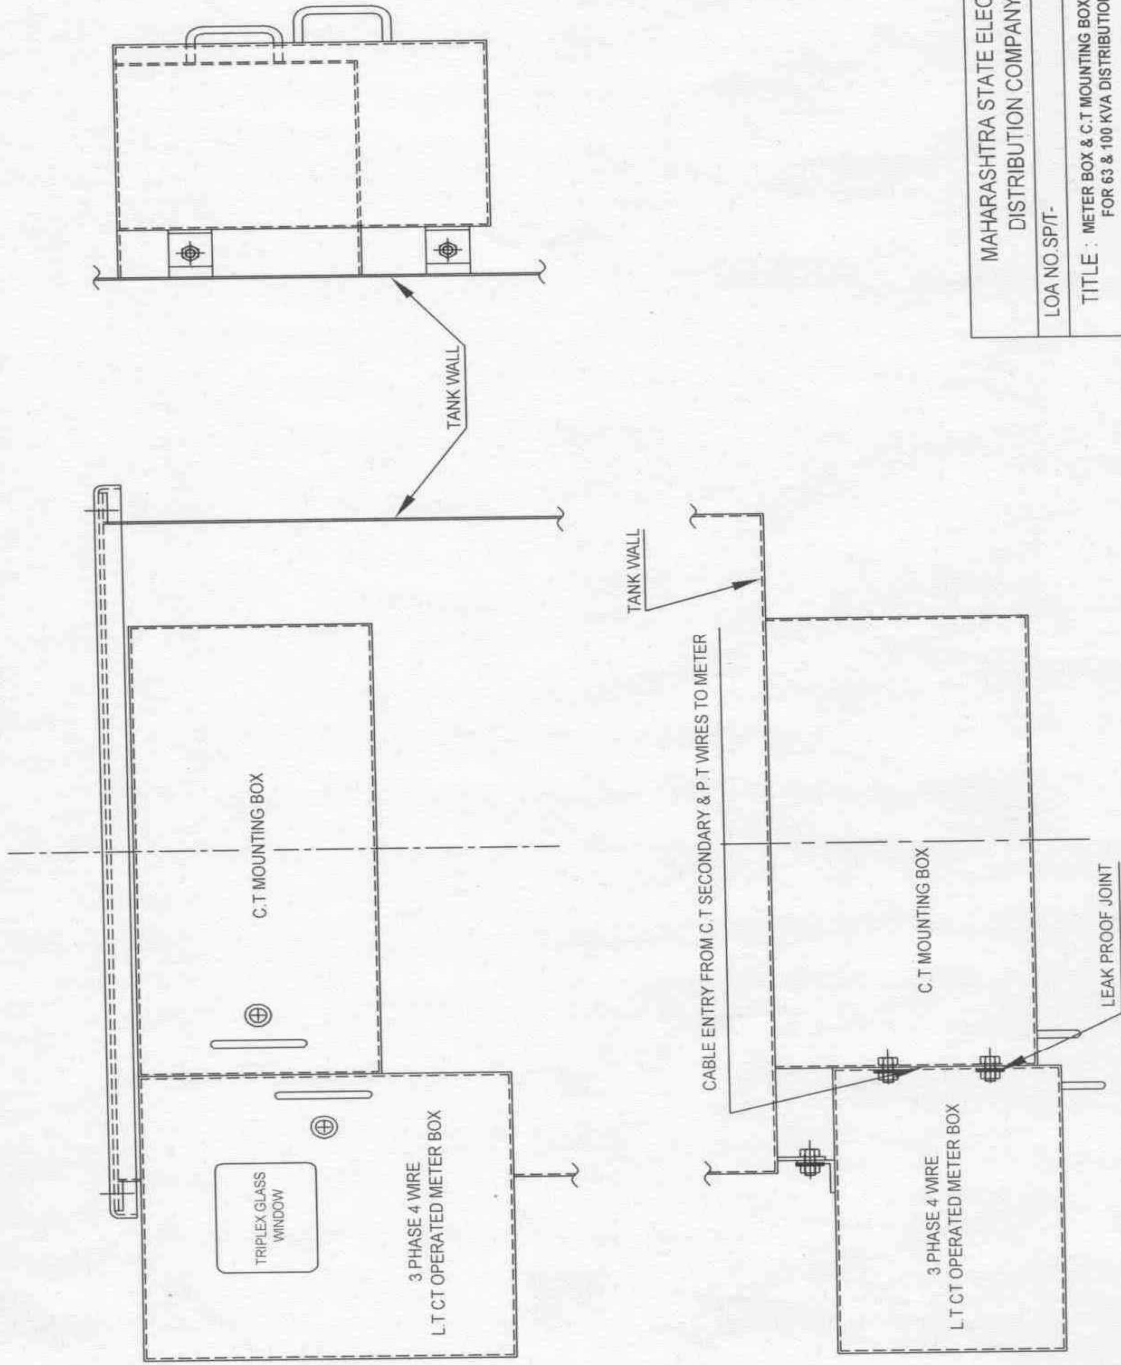 TANK WALL
C.T MOUNTING BOX
TRIPLEX GLASS
WINDOW
3 PHASE 4 WIRE
L.T CT OPERATED METER BOX
TANK WALL
CABLE ENTRY FROM C.T SECONDARY & P.T WIRES TO METER
C.T MOUNTING BOX
3 PHASE 4 WIRE
L.T CT OPERATED METER BOX
LEAK PROOF JOINT
MAHARASHTRA STATE ELEC
DISTRIBUTION COMPANY
LOA NO.SP/T-
TITLE : METER BOX & C.T MOUNTING BOX
FOR 63 & 100 KVA DISTRIBUTION